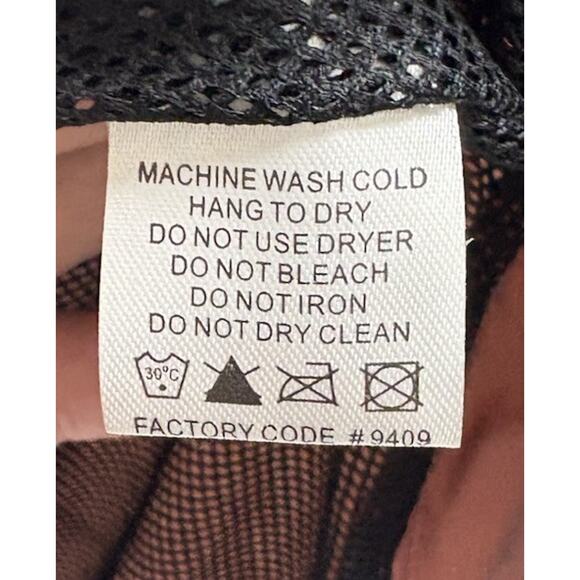 MACHINE WASH COLD
HANG TO DRY
DO NOT USE DRYER
DO NOT BLEACH
DO NOT IRON
DO NOT DRY CLEAN
30°C
FACTORY CODE #9409